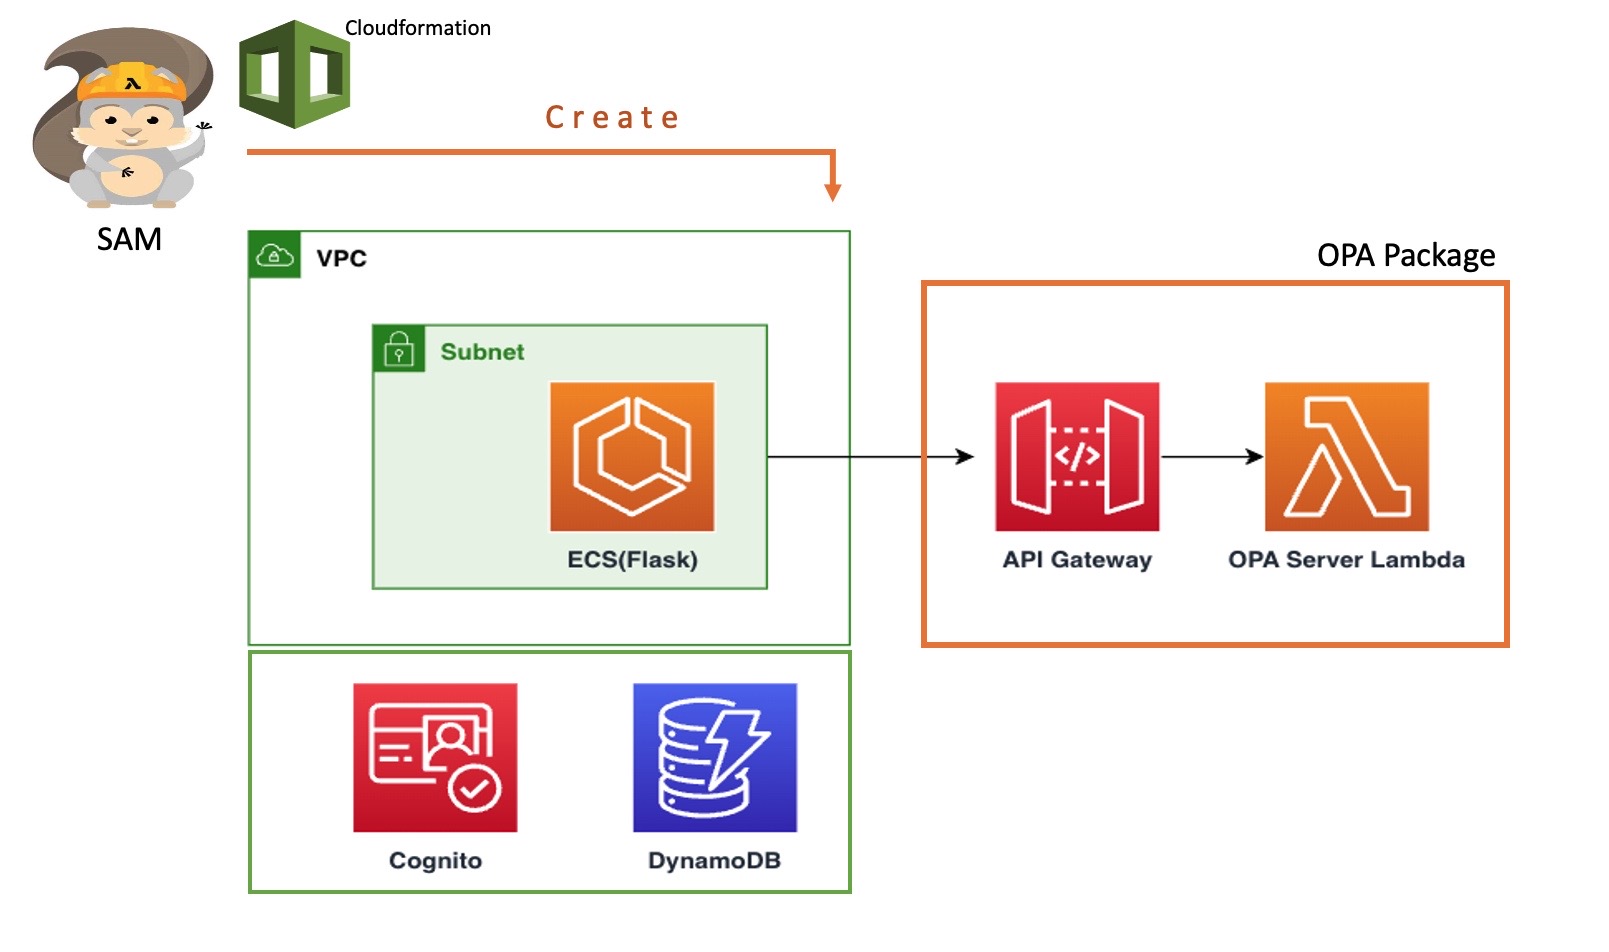 Cloudformation
Create
SAM
VPC
OPA Package
Subnet
</>
ECS(Flask)
API Gateway
OPA Server Lambda
Cognito
DynamoDB